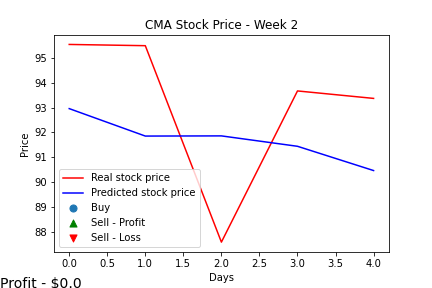 CMA Stock Price - Week 2
Price
95
94
93
92
91
90
89
88
Real stock price
Predicted stock price
Buy
Sell - Profit
Sell - Loss
0.0 0.5 1.0 1.5 2.0 2.5 3.0 3.5 4.0
Days
Profit - $0.0